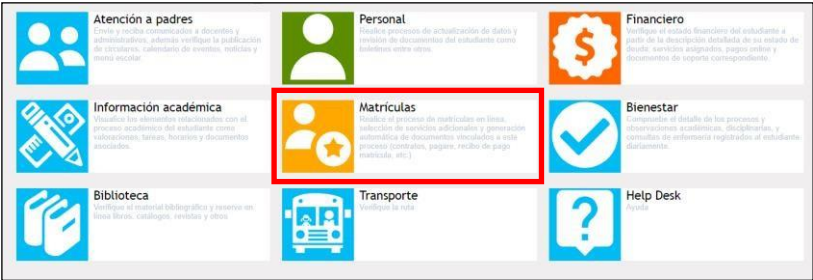 Atención a padres
Envíe y reciba comunicados a docentes y
administrativos, además verifique la publicación
de circulares, calendario de eventos, noticias y
menú escolar.
Personal
Realice procesos de actualización de datos y
revisión de documentos del estudiante como
boletines entre otros.
Financiero
Verifique el estado financiero del estudiante a
partir de la descripción detallada de su estado de
deuda, servicios asignados, pagos online y
documentos de soporte correspondiente.
Información académica
Visualice los elementos relacionados con el
proceso académico del estudiante como
valoraciones, tareas, horarios y documentos
asociados.
Matrículas
Realice el proceso de matrículas en línea,
selección de servicios adicionales y generación
automática de documentos vinculados a este
proceso (contratos, pagare, recibo de pago
matrícula, etc.)
Bienestar
Compruebe el detalle de los procesos y
observaciones académicas, disciplinarias, y
consultas de enfermería registrados al estudiante
diariamente.
Biblioteca
Verifique el material bibliográfico y reserve en
línea libros, catálogos, revistas y otros.
Transporte
Verifique la ruta
Help Desk
Ayuda